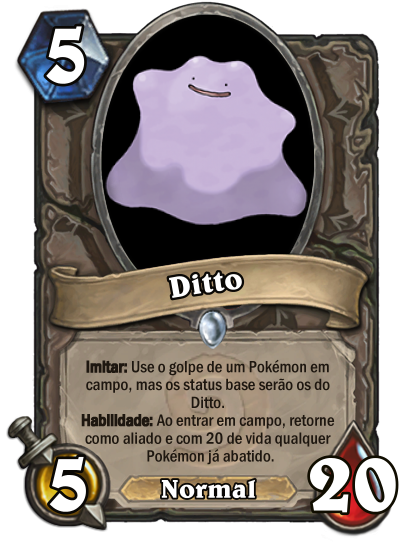 5
Ditto
Imitar: Use o golpe de um Pokémon em
campo, mas os status base serão os do
Ditto.
Habilidade: Ao entrar em campo, retorne
como aliado e com 20 de vida qualquer
Pokémon já abatido.
5
Normal
20